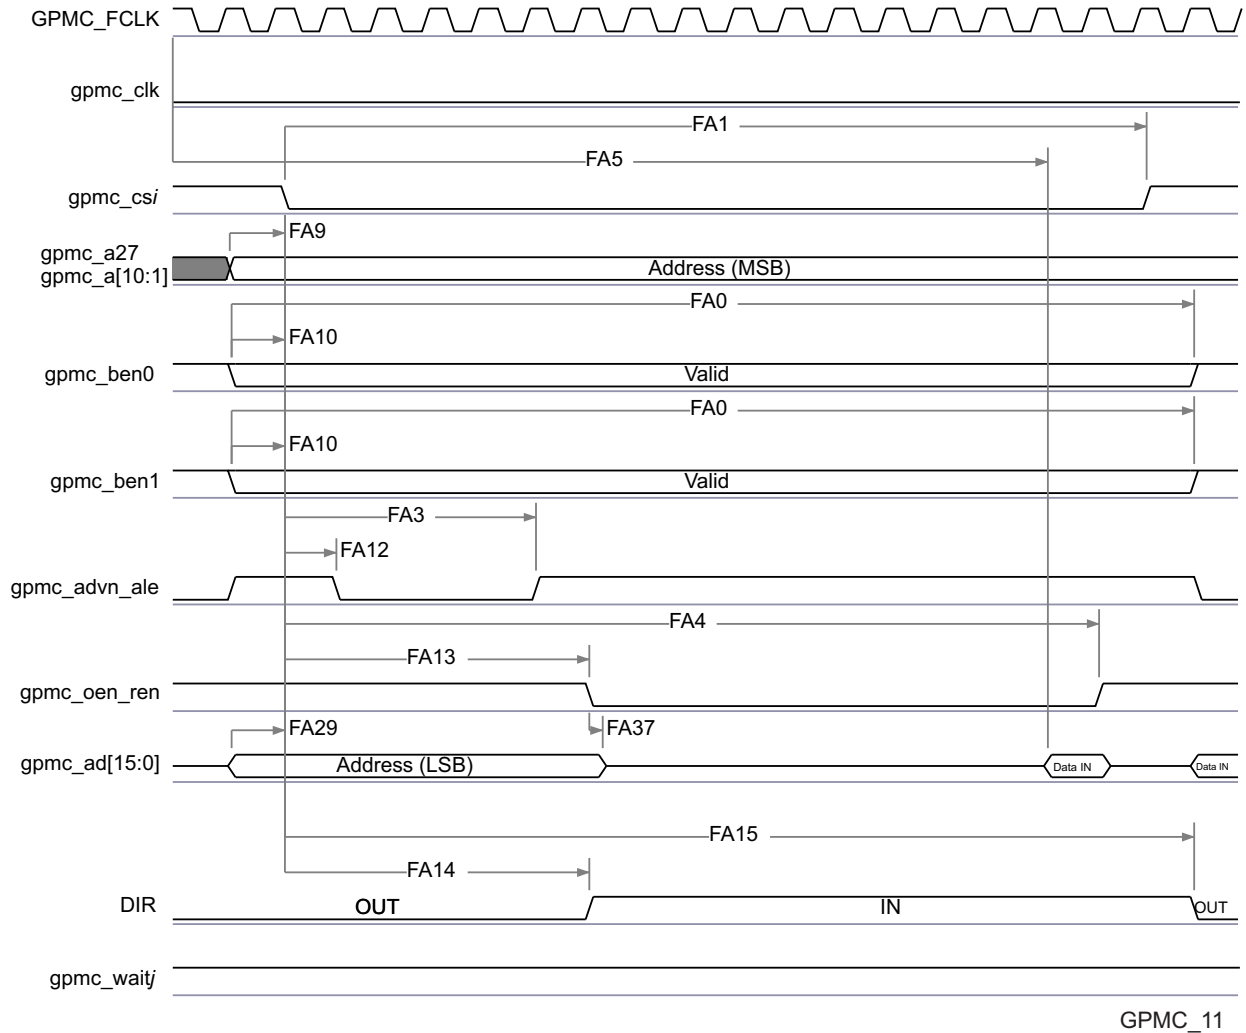 GPMC_FCLK
gpmc_clk
FA1
FA5
gpmc_csi
FA9
gpmc_a27
gpmc_a[10:1]
Address (MSB)
FA0
FA10
gpmc_ben0
Valid
FA0
FA10
gpmc_ben1
Valid
FA3
FA12
gpmc_advn_ale
FA4
FA13
gpmc_oen_ren
FA29
FA37
gpmc_ad[15:0]
Address (LSB)
Data IN
Data IN
FA15
FA14
DIR
OUT
IN
OUT
gpmc_waitj
GPMC_11